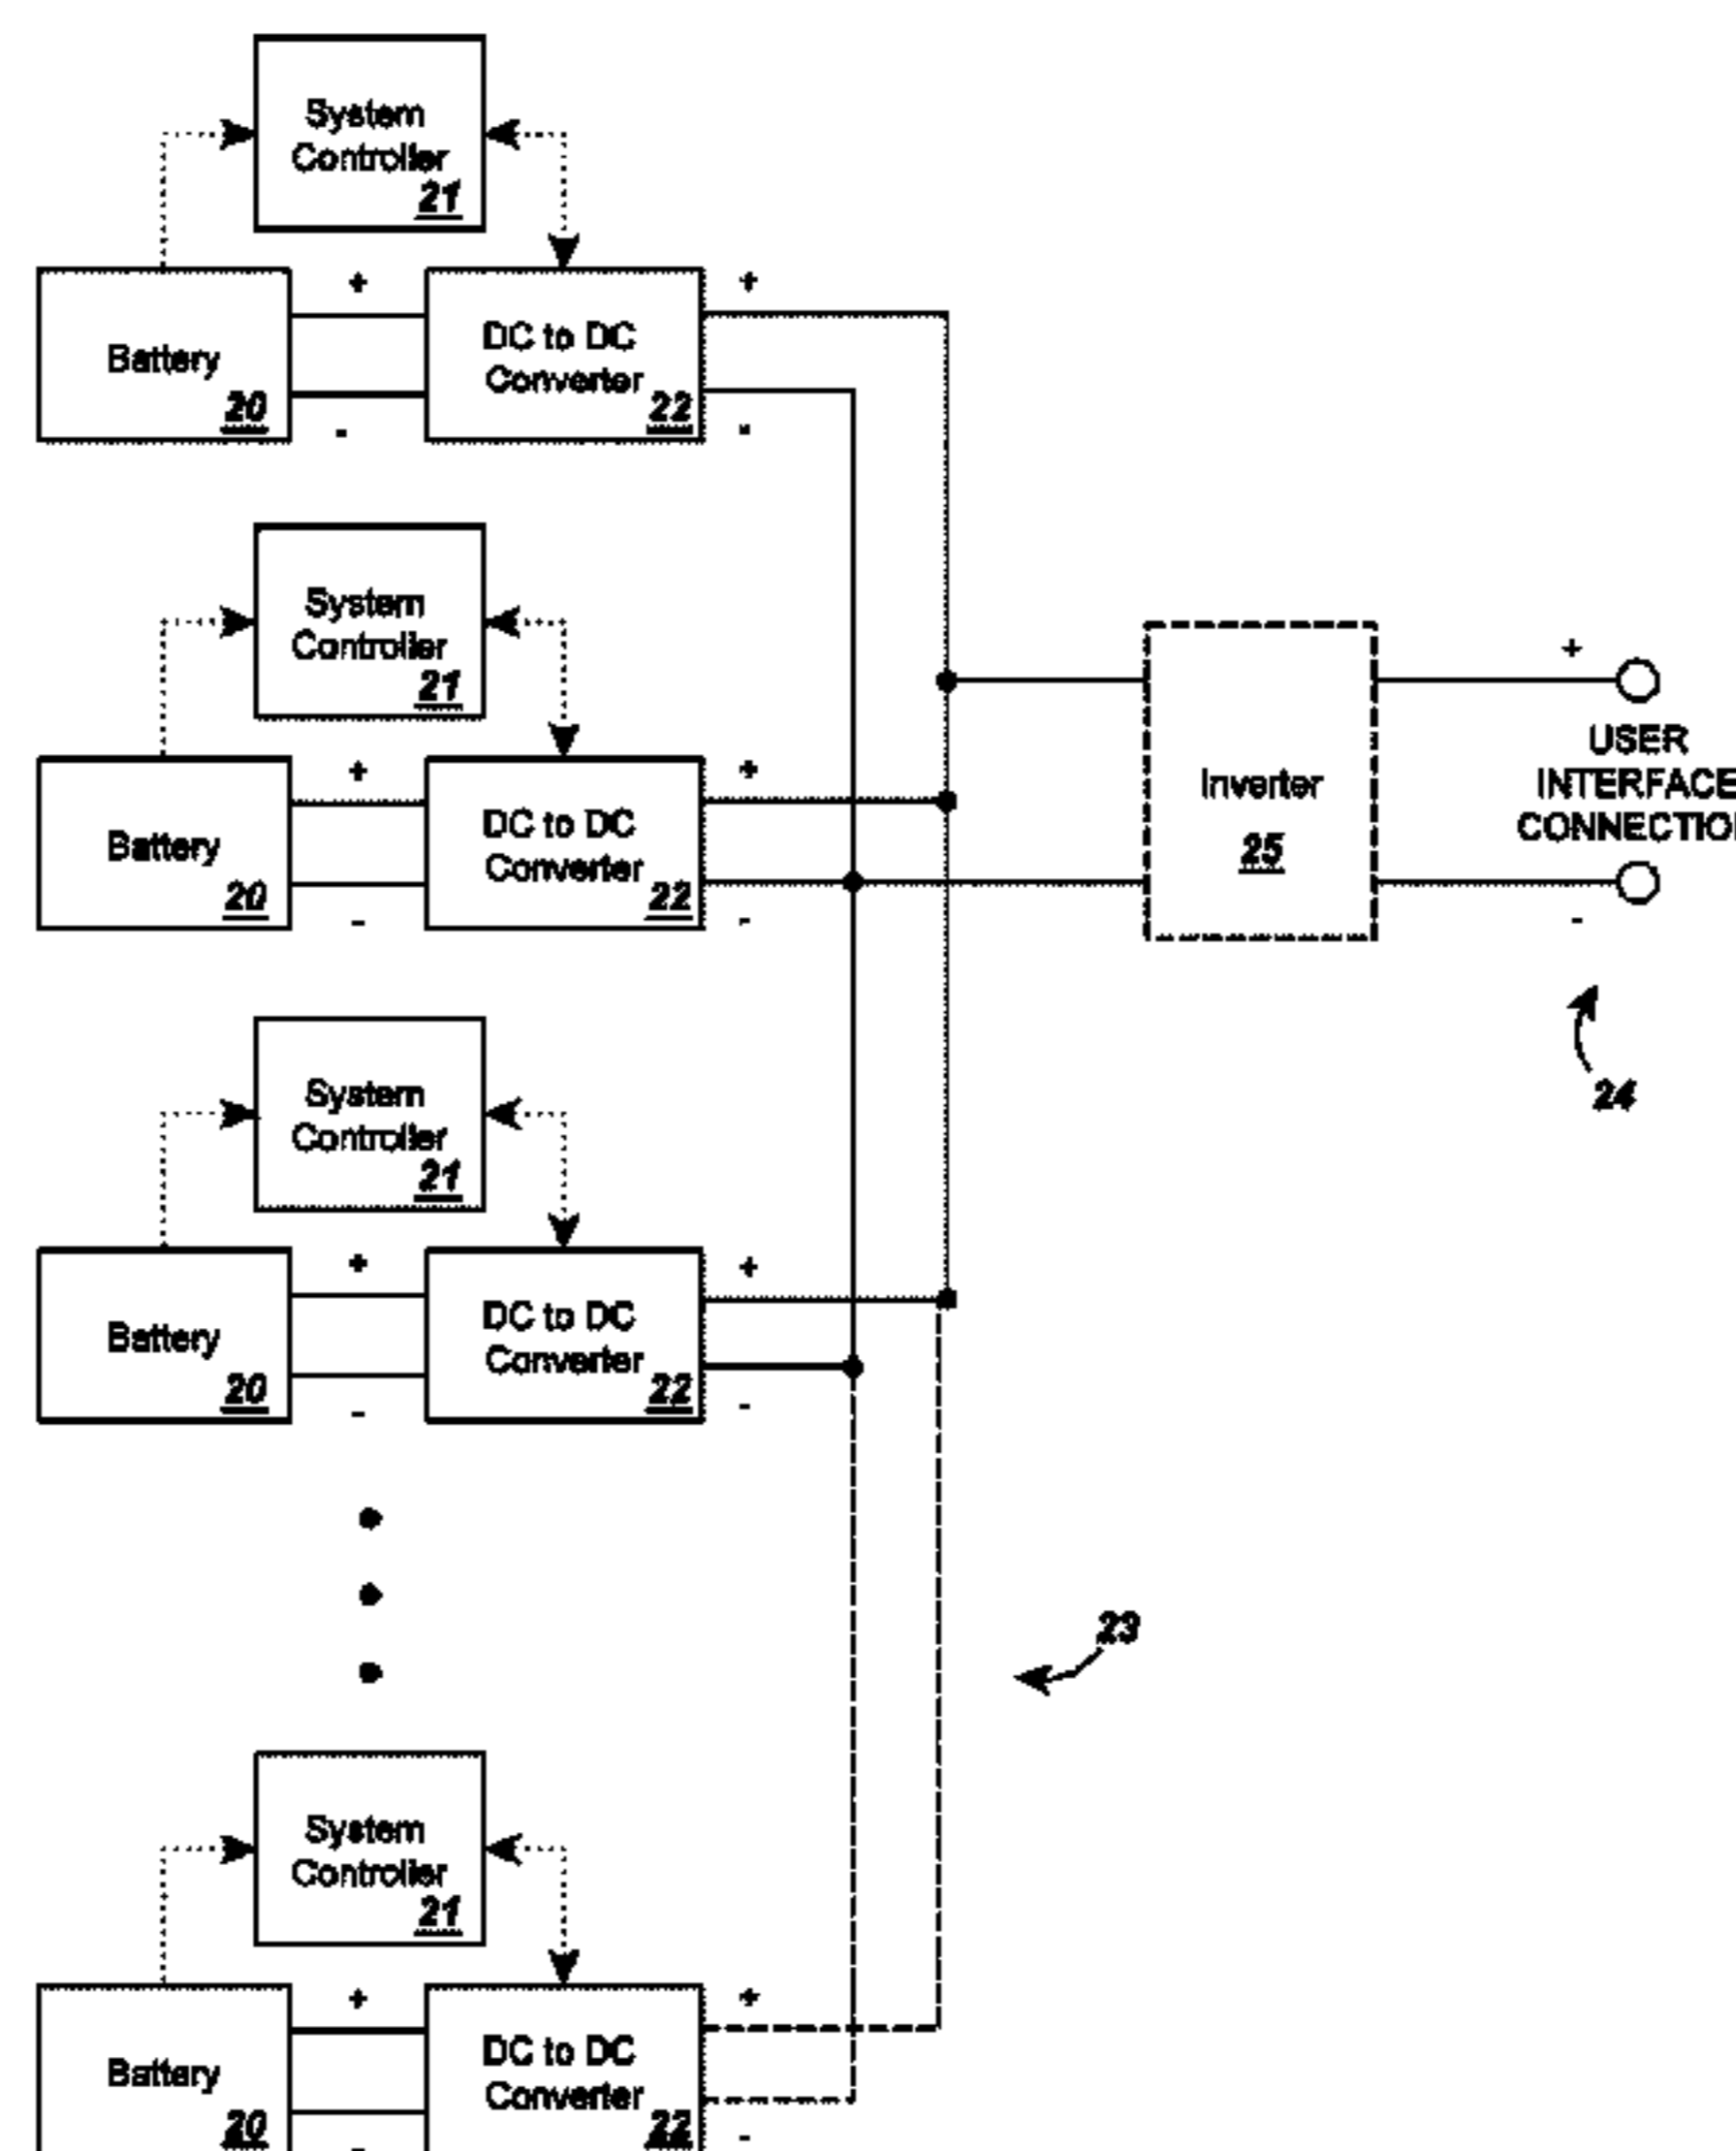 System
Controller
21
+
+
Battery
20
-
DC to DC
Converter
22
-
System
Controller
21
+
+
Battery
20
-
DC to DC
Converter
22
-
+
USER
INTERFACE
CONNECTIO
-
Inverter
25
24
System
Controller
21
+
+
Battery
20
-
DC to DC
Converter
22
-
23
System
Controller
21
+
+
Battery
20
-
DC to DC
Converter
22
-